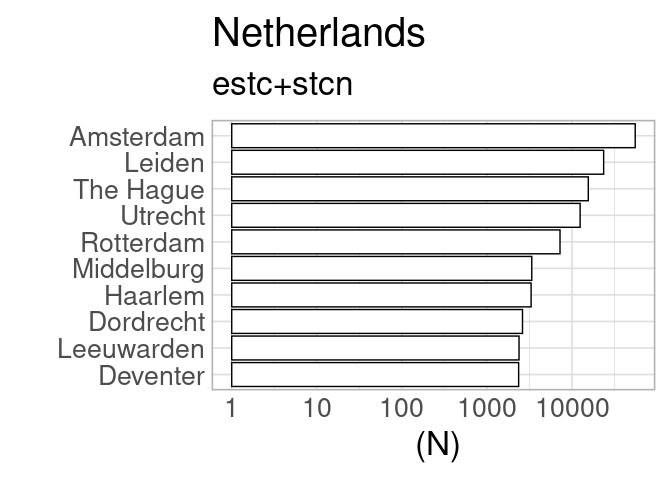 Netherlands
estc+stcn
Amsterdam
Leiden
The Hague
Utrecht
Rotterdam
Middelburg
Haarlem
Dordrecht
Leeuwarden
Deventer
1 10 100 1000 10000
(N)